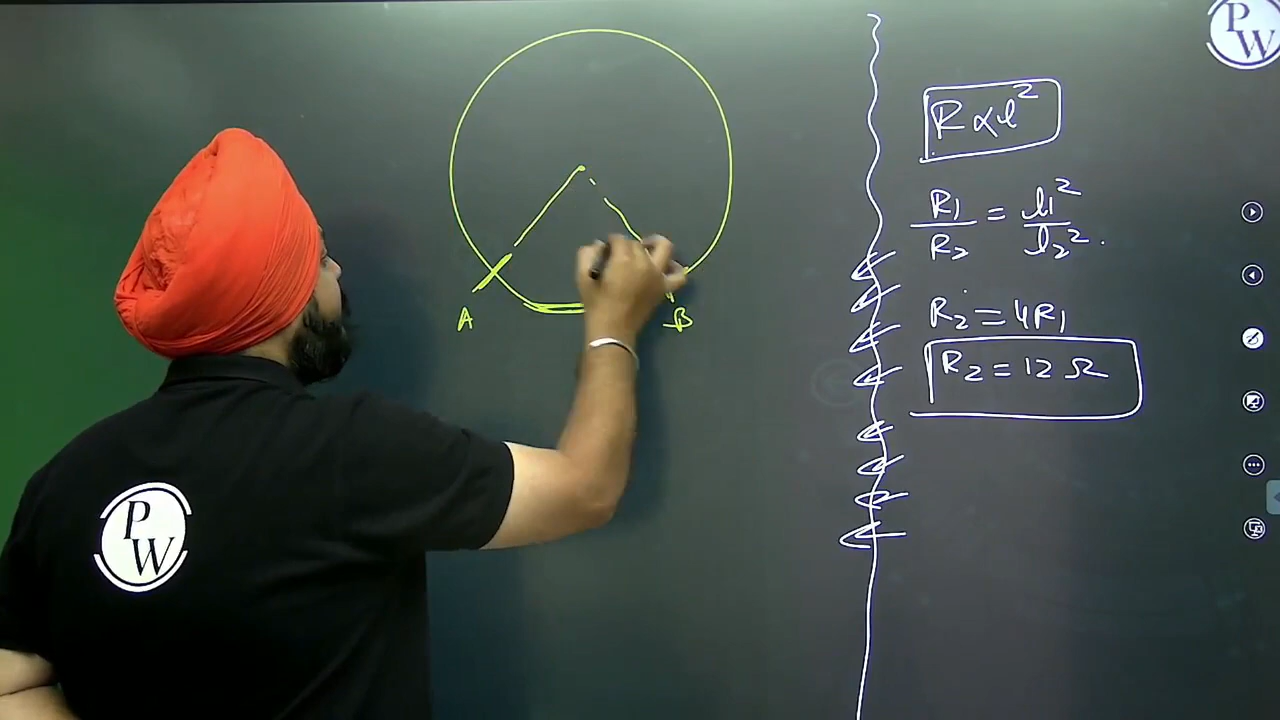 PW
R ∝ l²
R₁/R₂ = l₁²/l₂².
R₂ = 4R₁
R₂ = 12 Ω
A
B
PW